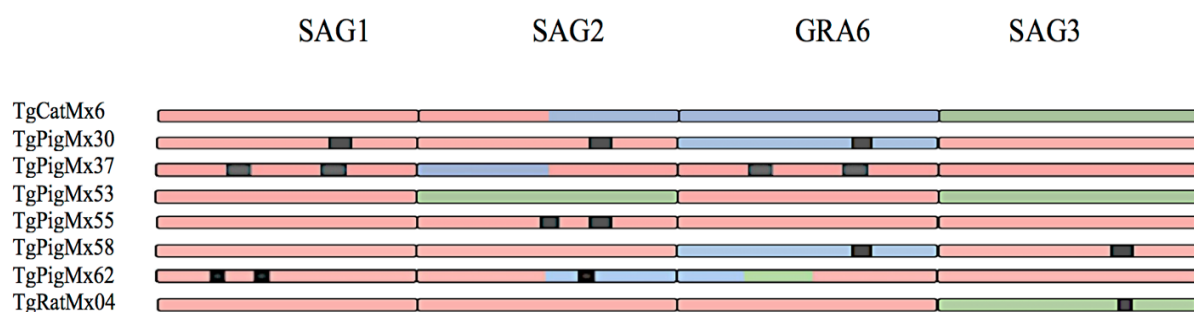 SAG1 SAG2 GRA6 SAG3
TgCatMx6
TgPigMx30
TgPigMx37
TgPigMx53
TgPigMx55
TgPigMx58
TgPigMx62
TgRatMx04